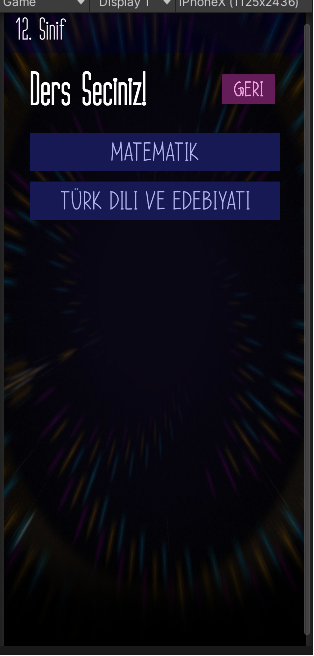 Game Display 1 iPhoneX (1125x2436)
12. Sinif
Ders Seciniz!
GERI
MATEMATIK
TÜRK DILI VE EDEBIYATI